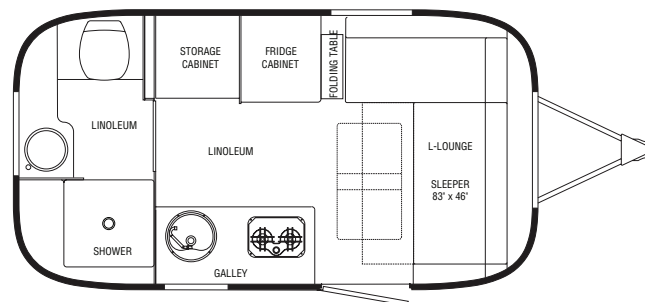 STORAGE
CABINET
FRIDGE
CABINET
FOLDING TABLE
LINOLEUM
LINOLEUM
L-LOUNGE
SLEEPER
83" x 46"
SHOWER
GALLEY